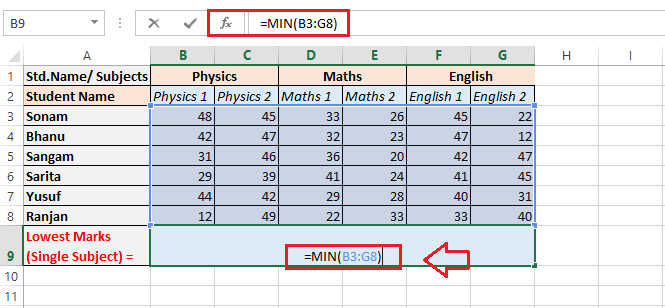 B9 fx =MIN(B3:G8)
A B C D E F G H I
1 Std.Name/ Subjects Physics Maths English
2 Student Name Physics 1 Physics 2 Maths 1 Maths 2 English 1 English 2
3 Sonam 48 45 33 26 45 22
4 Bhanu 42 47 32 23 47 12
5 Sangam 31 46 36 20 42 47
6 Sarita 29 39 41 24 41 45
7 Yusuf 44 42 29 28 40 31
8 Ranjan 12 49 22 33 33 40
Lowest Marks
9 (Single Subject) = =MIN(B3:G8)
10
11